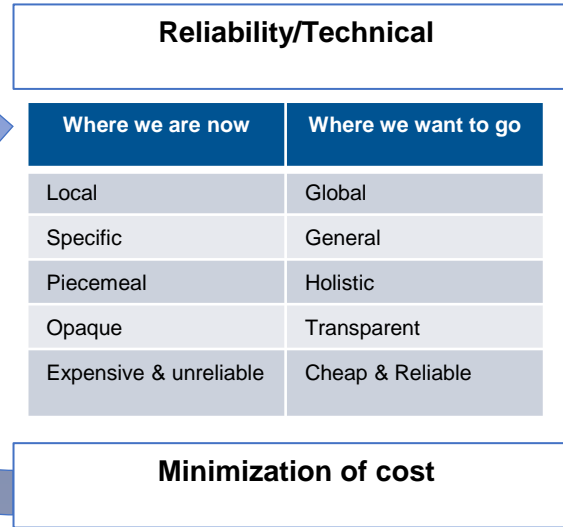 Reliability/Technical
Where we are now Where we want to go
Local Global
Specific General
Piecemeal Holistic
Opaque Transparent
Expensive & unreliable Cheap & Reliable
Minimization of cost